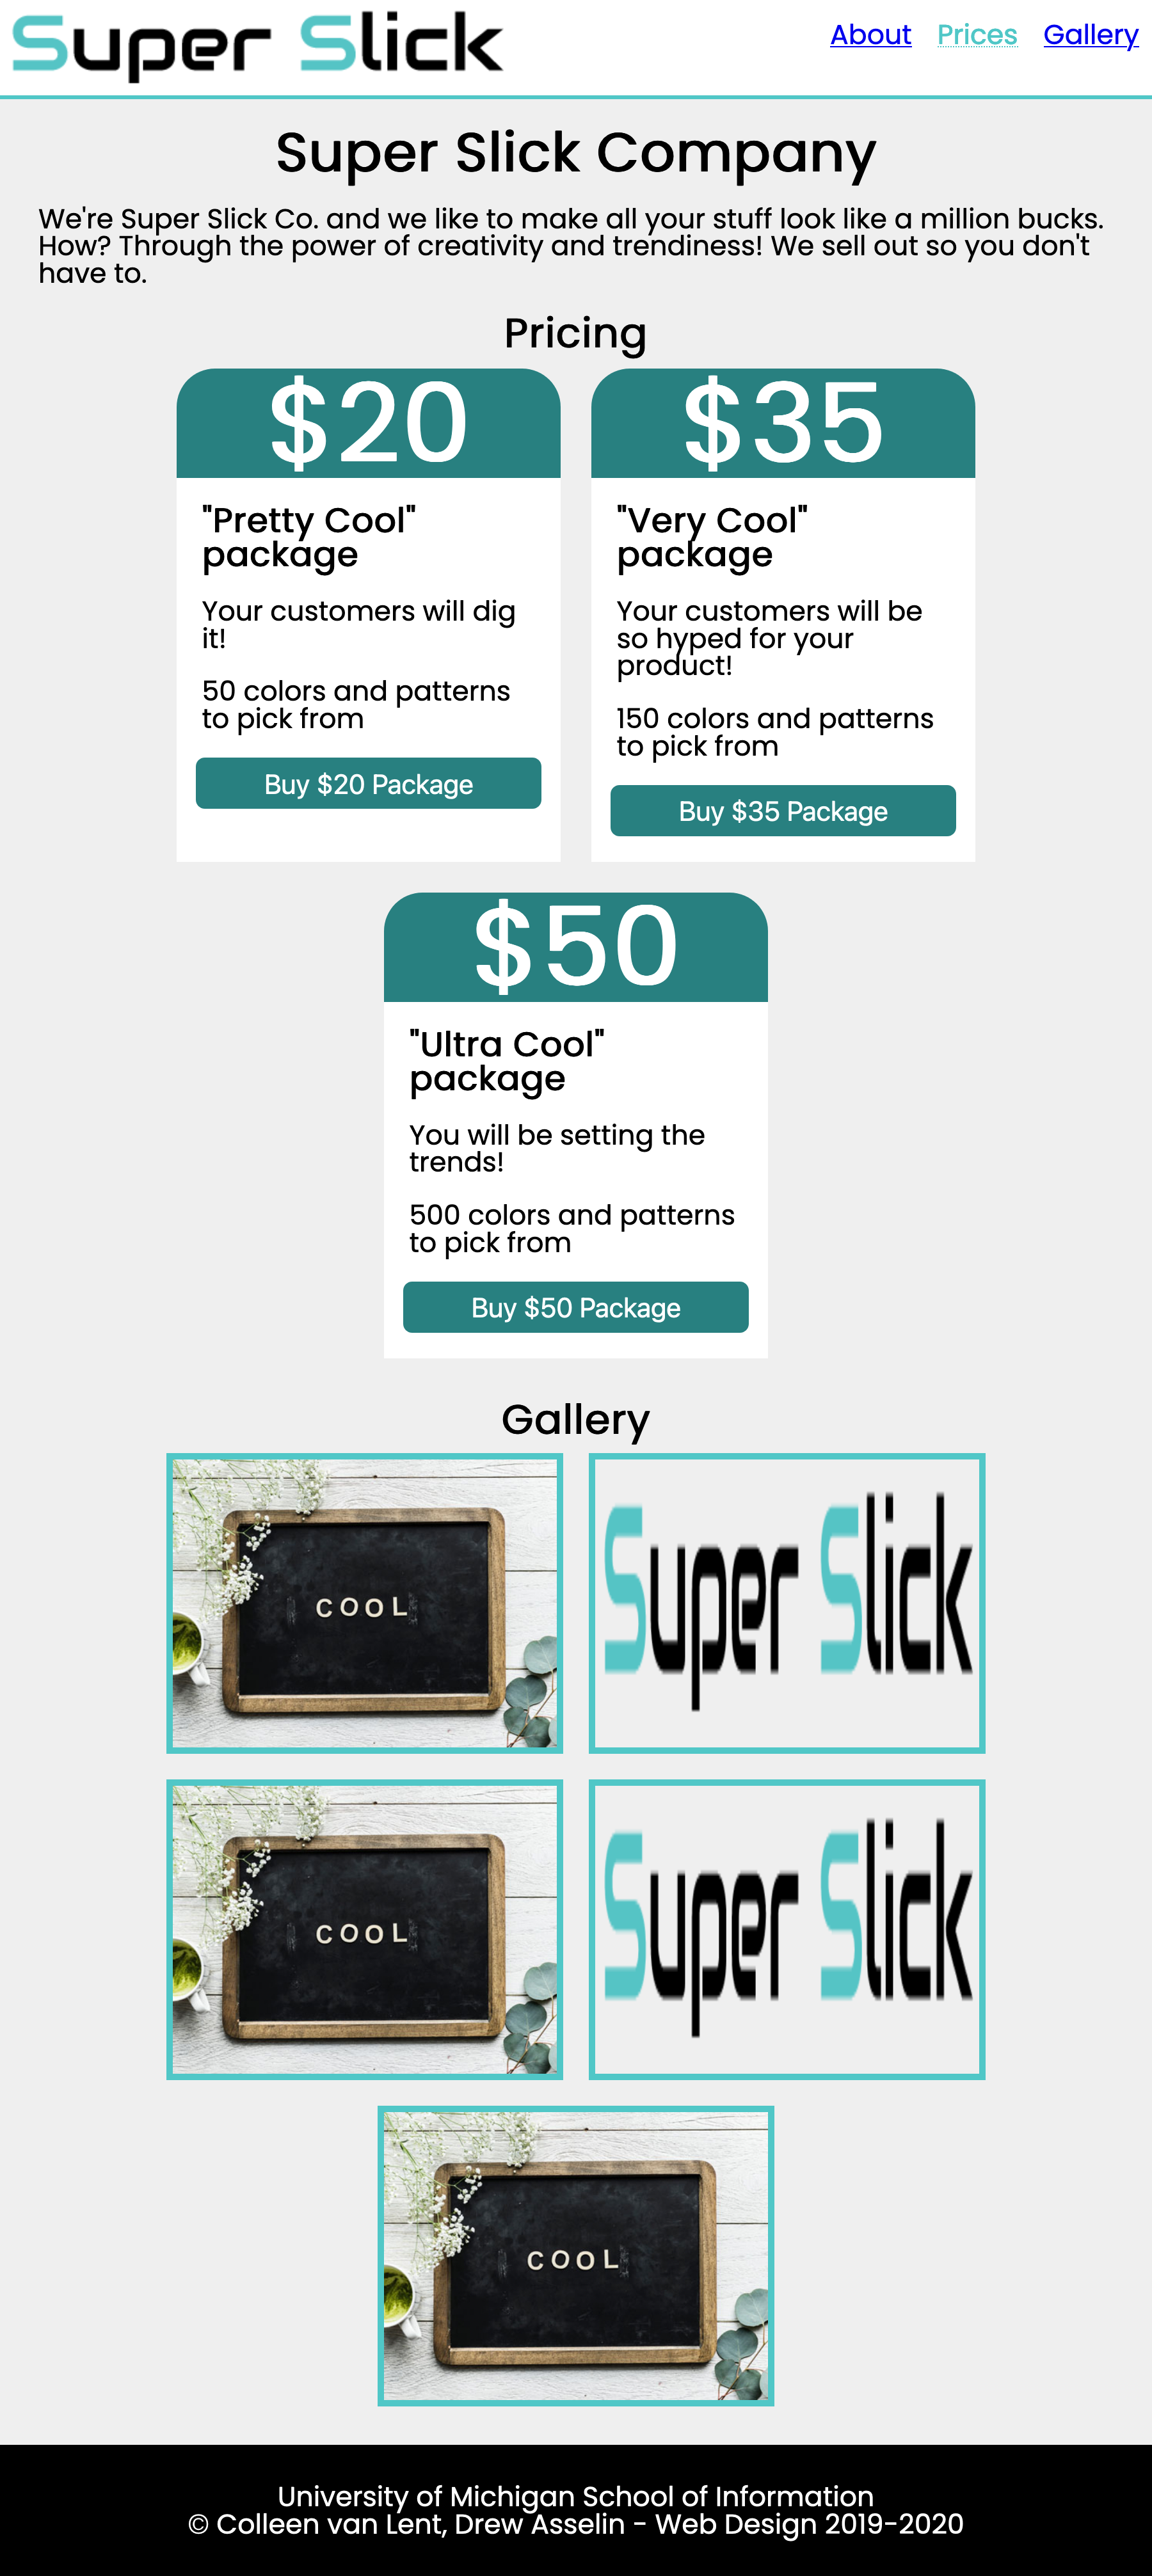 Super Slick
About Prices Gallery
Super Slick Company
We're Super Slick Co. and we like to make all your stuff look like a million bucks.
How? Through the power of creativity and trendiness! We sell out so you don't
have to.
Pricing
$20
"Pretty Cool"
package
Your customers will dig
it!
50 colors and patterns
to pick from
Buy $20 Package
$35
"Very Cool"
package
Your customers will be
so hyped for your
product!
150 colors and patterns
to pick from
Buy $35 Package
$50
"Ultra Cool"
package
You will be setting the
trends!
500 colors and patterns
to pick from
Buy $50 Package
Gallery
COOL
Super Slick
COOL
Super Slick
COOL
University of Michigan School of Information
© Colleen van Lent, Drew Asselin - Web Design 2019-2020